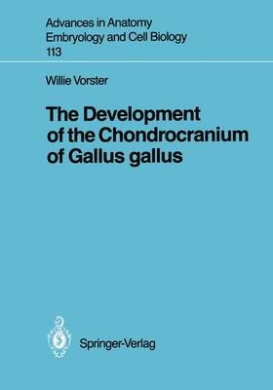 Advances in Anatomy
Embryology and Cell Biology
113
Willie Vorster
The Development
of the Chondrocranium
of Gallus gallus
Springer-Verlag